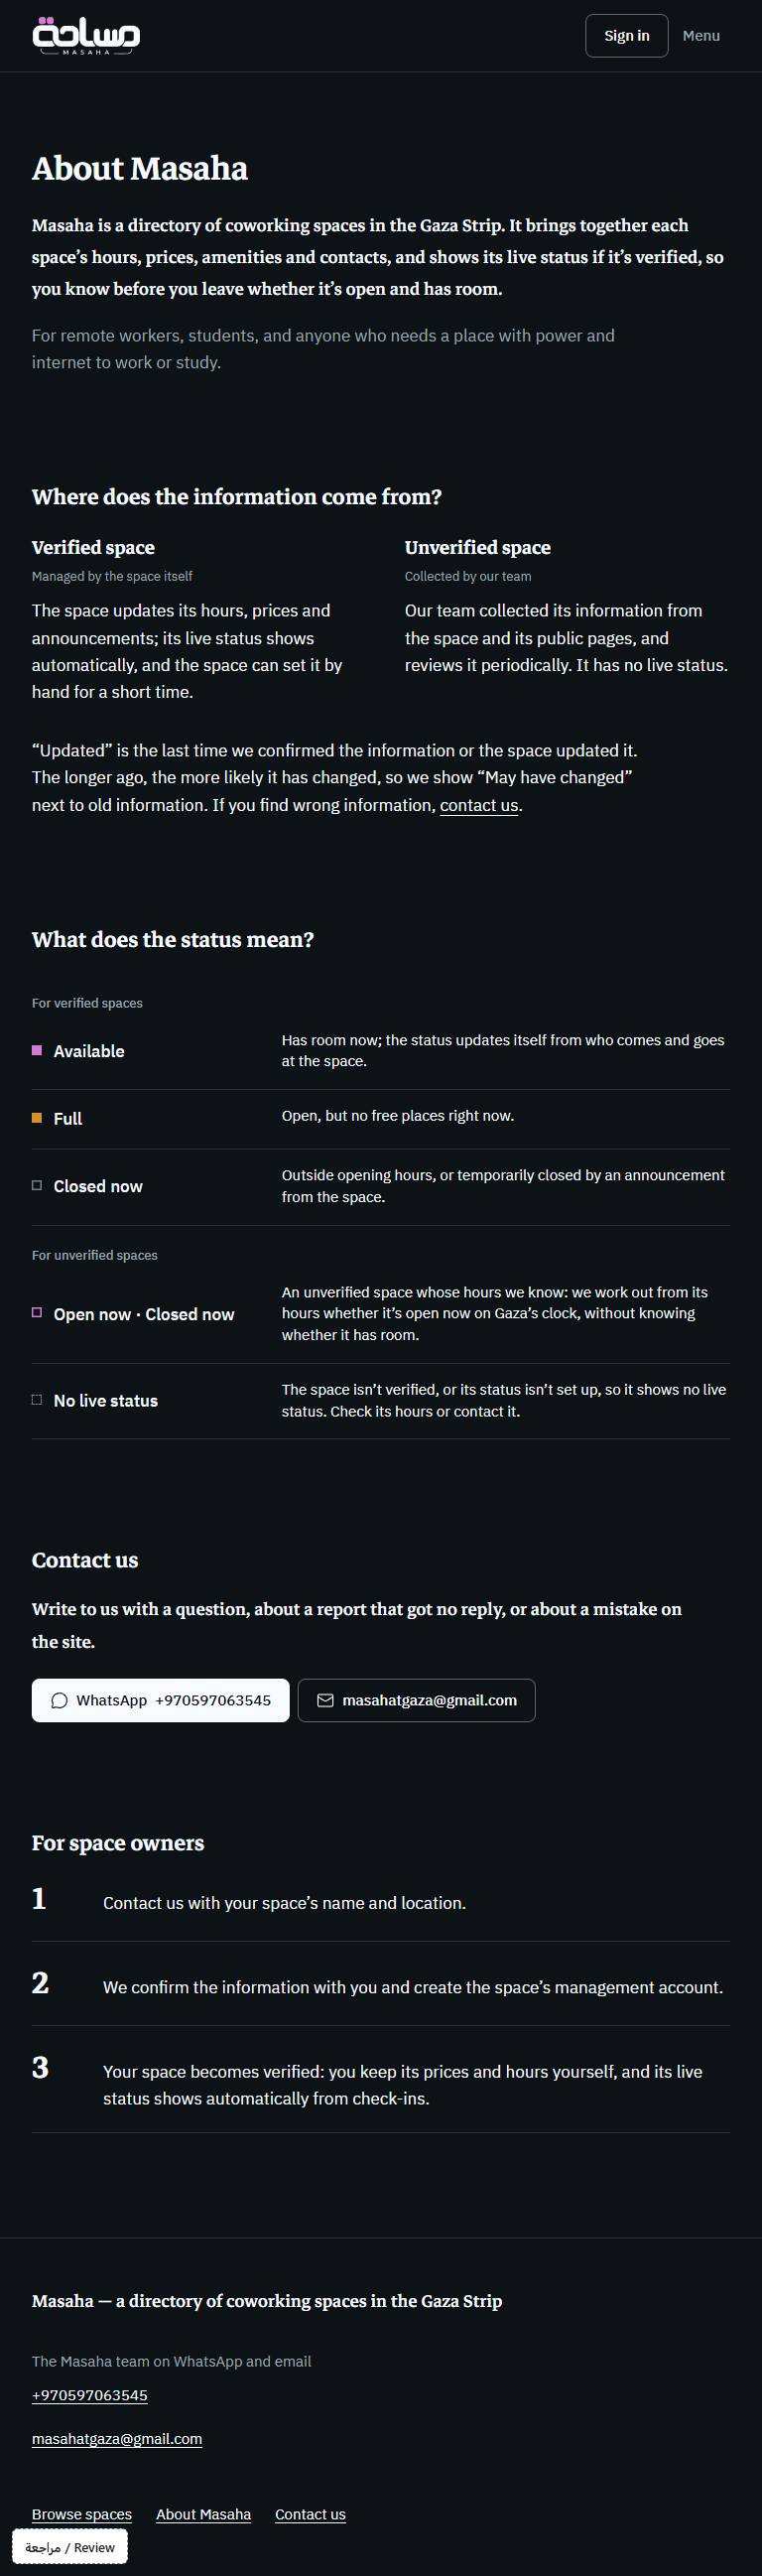 مساحة
MASAHA
Sign in
Menu
About Masaha
Masaha is a directory of coworking spaces in the Gaza Strip. It brings together each
space’s hours, prices, amenities and contacts, and shows its live status if it’s verified, so
you know before you leave whether it’s open and has room.
For remote workers, students, and anyone who needs a place with power and
internet to work or study.
Where does the information come from?
Verified space
Managed by the space itself
The space updates its hours, prices and
announcements; its live status shows
automatically, and the space can set it by
hand for a short time.
Unverified space
Collected by our team
Our team collected its information from
the space and its public pages, and
reviews it periodically. It has no live status.
“Updated” is the last time we confirmed the information or the space updated it.
The longer ago, the more likely it has changed, so we show “May have changed”
next to old information. If you find wrong information, contact us.
What does the status mean?
For verified spaces
Available
Has room now; the status updates itself from who comes and goes
at the space.
Full
Open, but no free places right now.
Closed now
Outside opening hours, or temporarily closed by an announcement
from the space.
For unverified spaces
Open now · Closed now
An unverified space whose hours we know: we work out from its
hours whether it’s open now on Gaza’s clock, without knowing
whether it has room.
No live status
The space isn’t verified, or its status isn’t set up, so it shows no live
status. Check its hours or contact it.
Contact us
Write to us with a question, about a report that got no reply, or about a mistake on
the site.
WhatsApp +970597063545
masahatgaza@gmail.com
For space owners
1
Contact us with your space’s name and location.
2
We confirm the information with you and create the space’s management account.
3
Your space becomes verified: you keep its prices and hours yourself, and its live
status shows automatically from check-ins.
Masaha — a directory of coworking spaces in the Gaza Strip
The Masaha team on WhatsApp and email
+970597063545
masahatgaza@gmail.com
Browse spaces
About Masaha
Contact us
مراجعة / Review